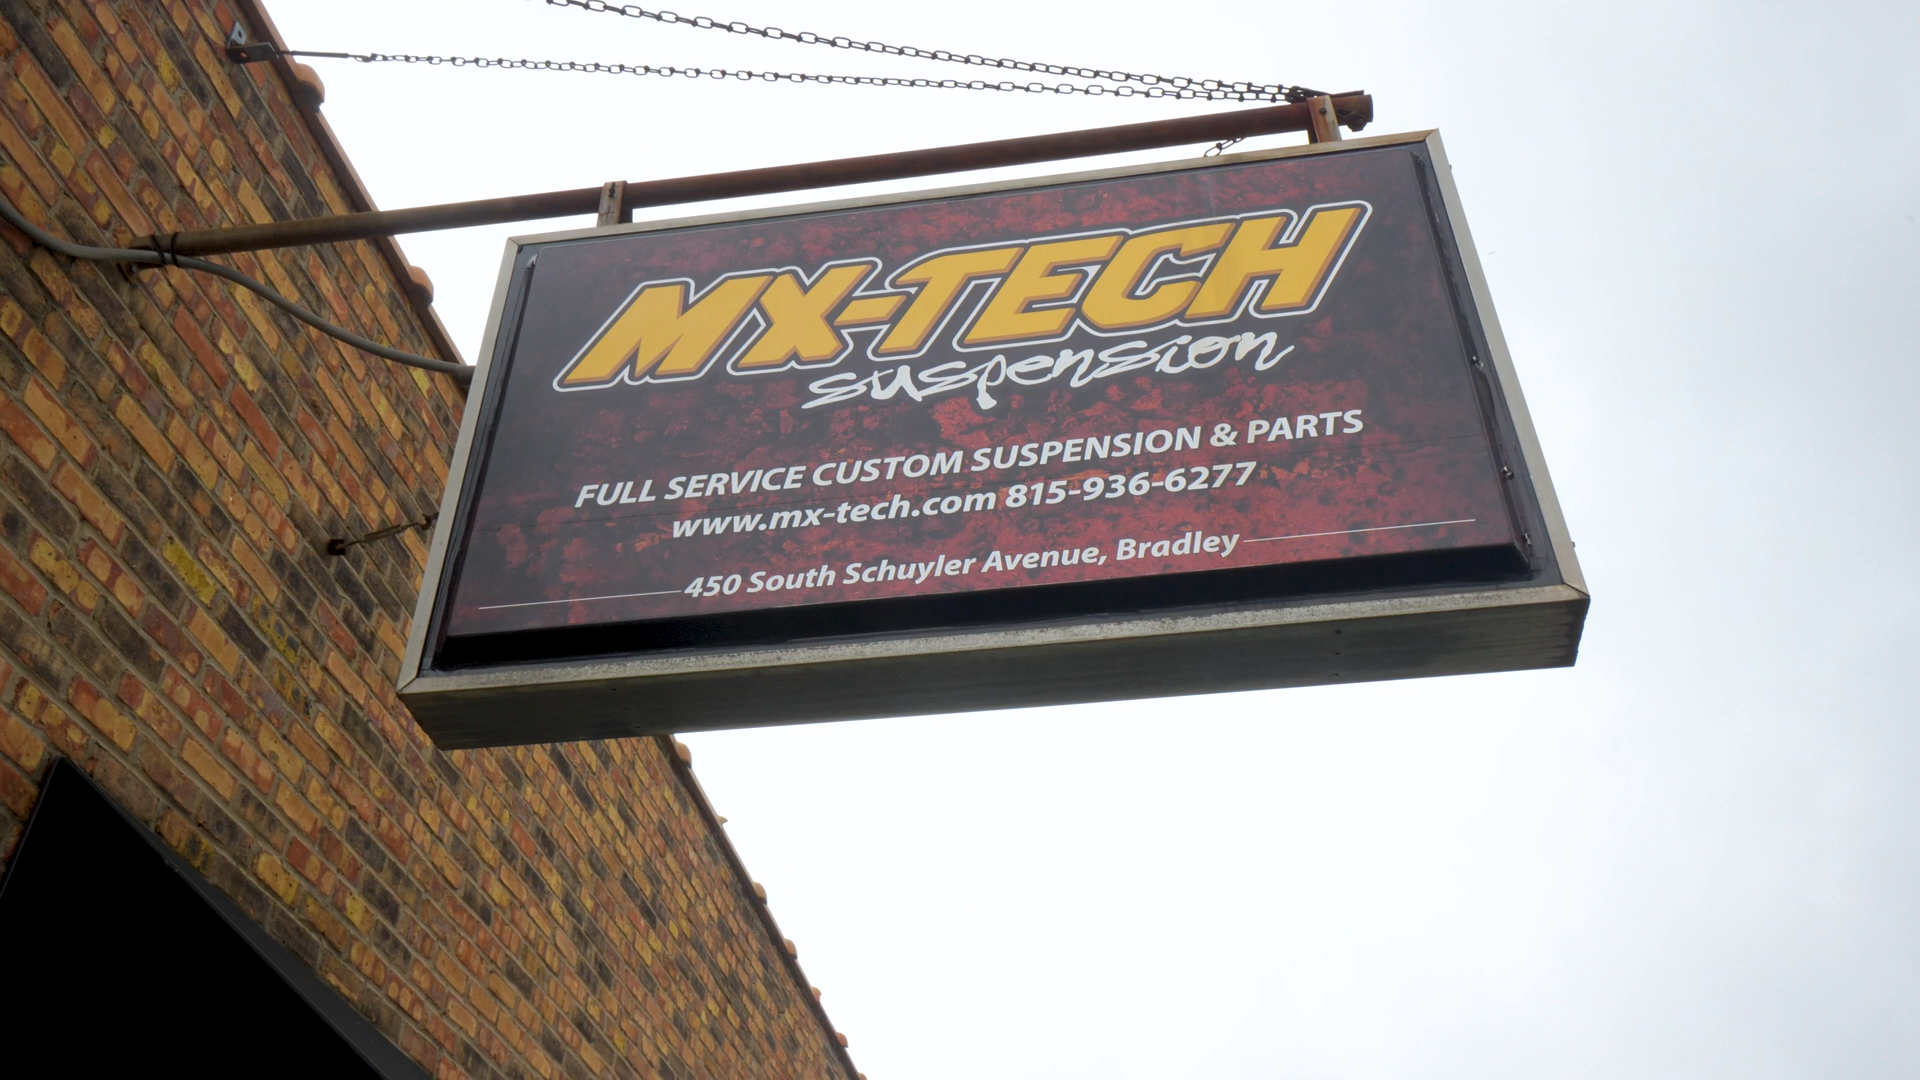 MX-TECH
suspension
FULL SERVICE CUSTOM SUSPENSION & PARTS
www.mx-tech.com 815-936-6277
450 South Schuyler Avenue, Bradley